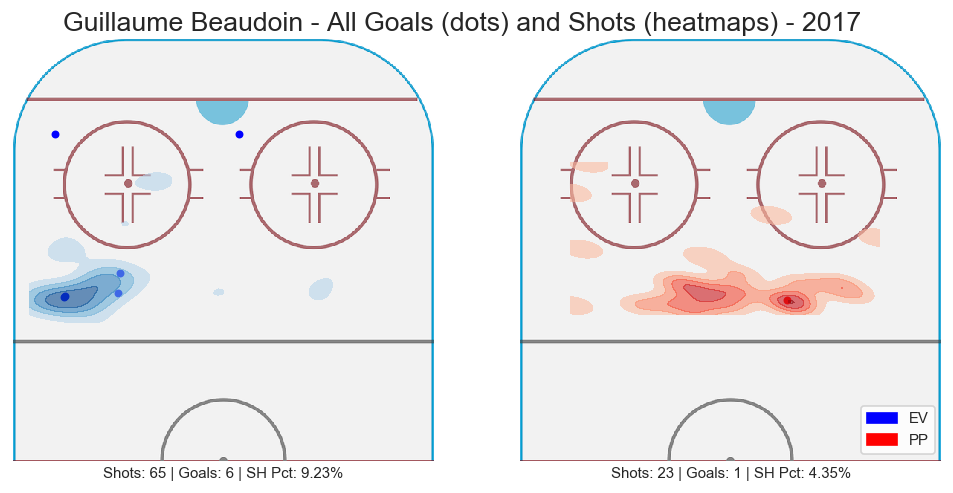 Guillaume Beaudoin - All Goals (dots) and Shots (heatmaps) - 2017
EV
PP
Shots: 65 | Goals: 6 | SH Pct: 9.23%
Shots: 23 | Goals: 1 | SH Pct: 4.35%